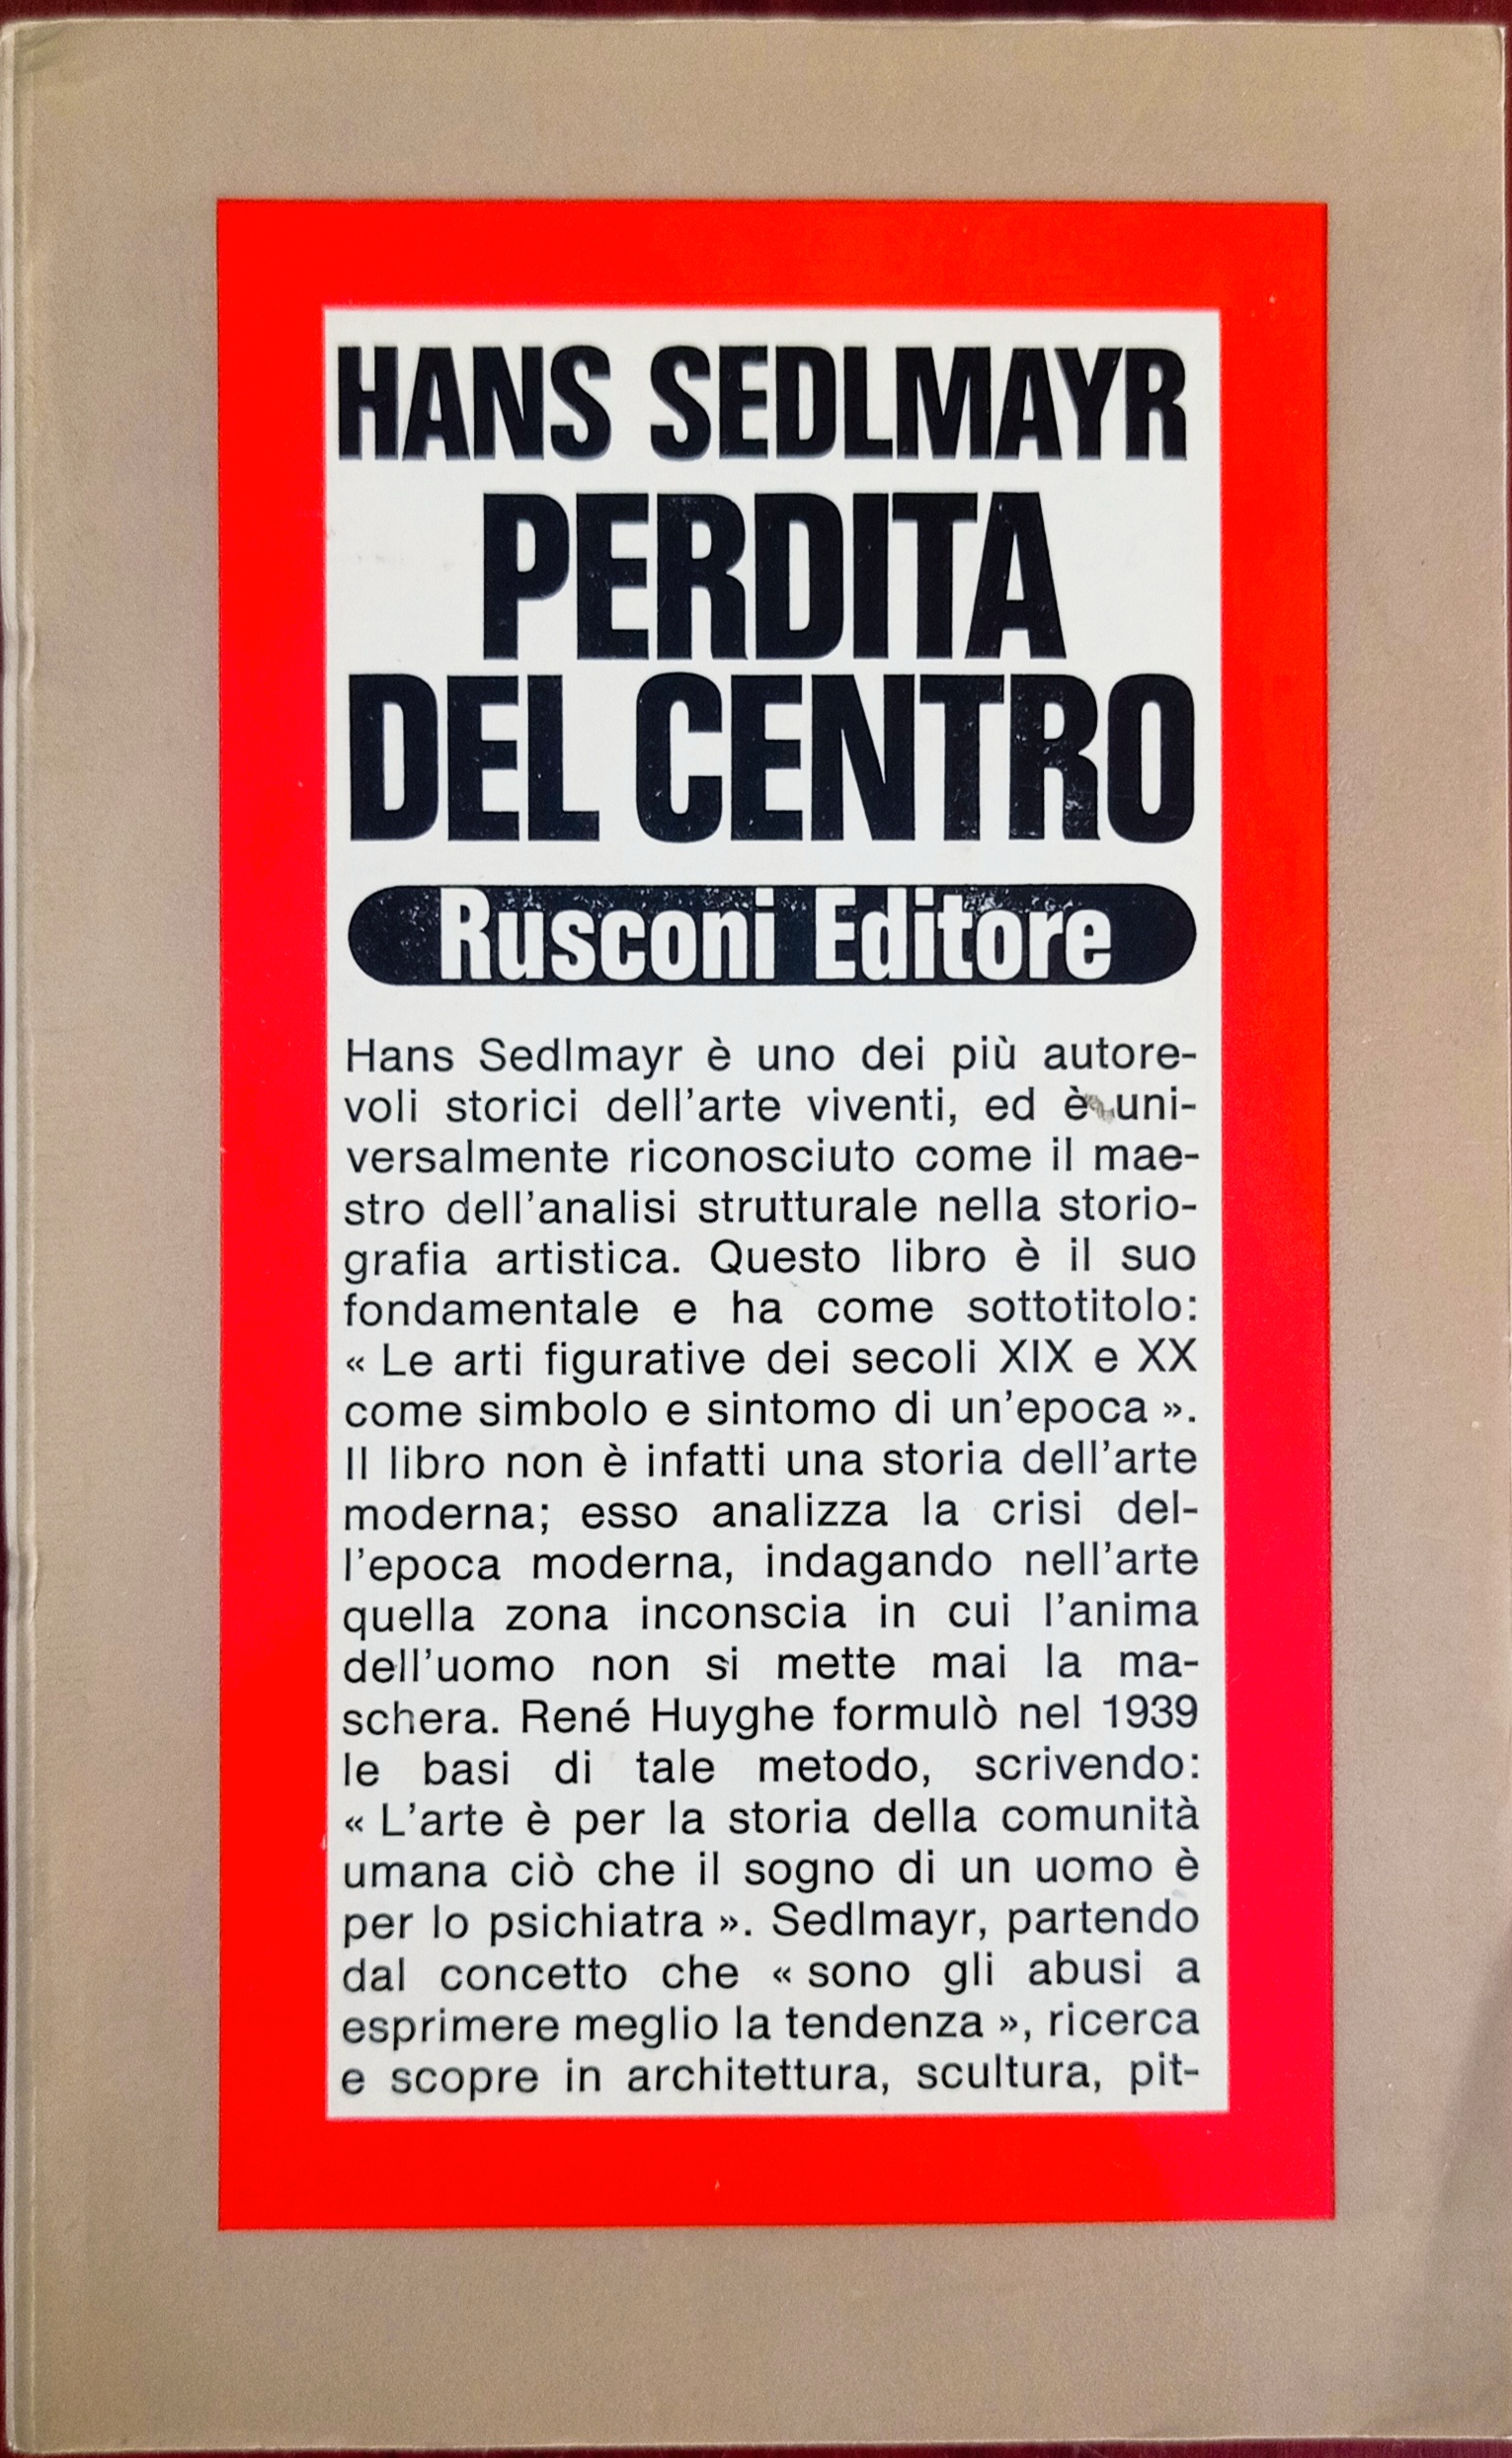 HANS SEDLMAYR
PERDITA
DEL CENTRO
Rusconi Editore
Hans Sedlmayr è uno dei più autore-
voli storici dell'arte viventi, ed è uni-
versalmente riconosciuto come il mae-
stro dell'analisi strutturale nella storio-
grafia artistica. Questo libro è il suo
fondamentale e ha come sottotitolo:
« Le arti figurative dei secoli XIX e XX
come simbolo e sintomo di un'epoca ».
Il libro non è infatti una storia dell'arte
moderna; esso analizza la crisi del-
l'epoca moderna, indagando nell'arte
quella zona inconscia in cui l'anima
dell'uomo non si mette mai la ma-
schera. René Huyghe formulò nel 1939
le basi di tale metodo, scrivendo:
« L'arte è per la storia della comunità
umana ciò che il sogno di un uomo è
per lo psichiatra ». Sedlmayr, partendo
dal concetto che « sono gli abusi a
esprimere meglio la tendenza », ricerca
e scopre in architettura, scultura, pit-